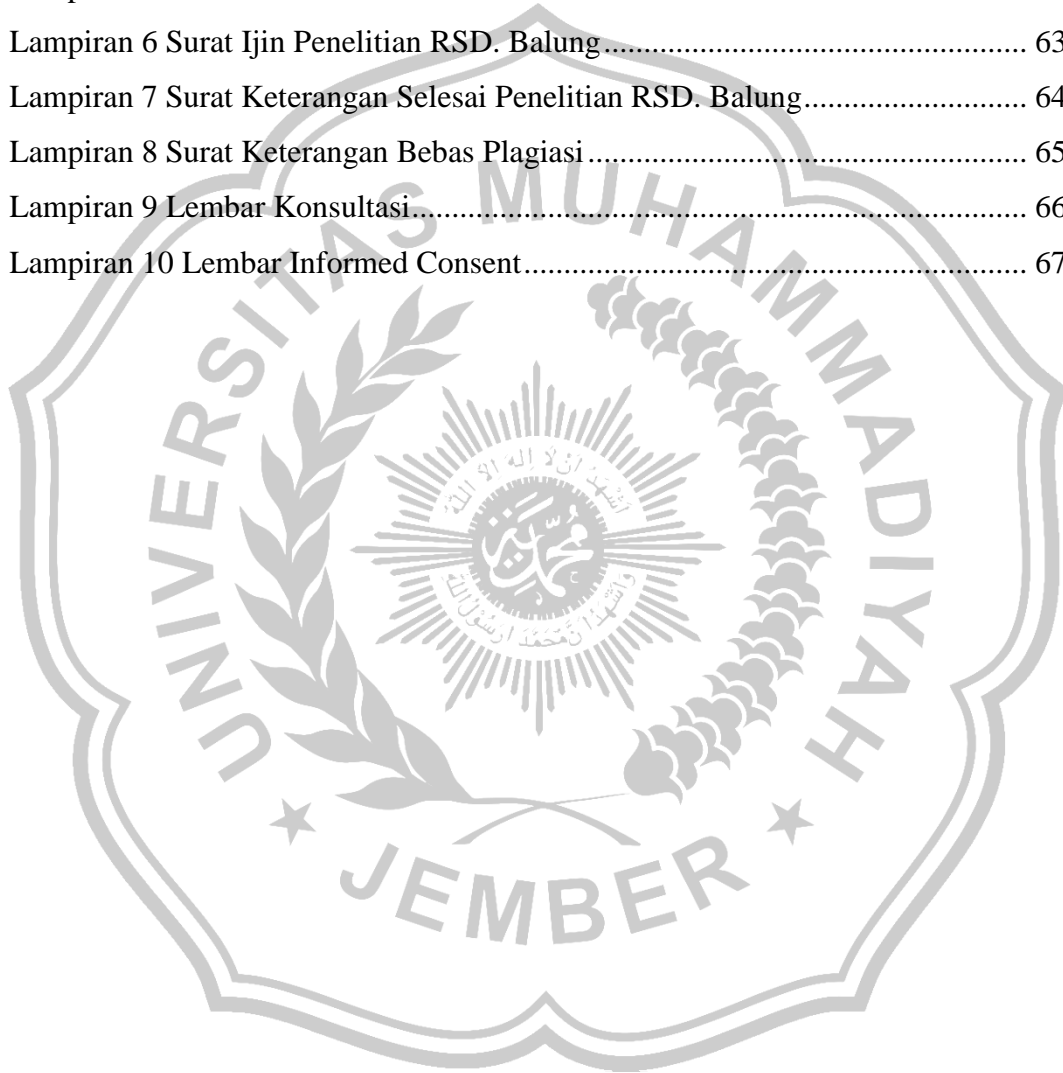 Lampiran 6 Surat Ijin Penelitian RSD. Balung..................................................... 63
Lampiran 7 Surat Keterangan Selesai Penelitian RSD. Balung............................ 64
Lampiran 8 Surat Keterangan Bebas Plagiasi....................................................... 65
Lampiran 9 Lembar Konsultasi............................................................................. 66
Lampiran 10 Lembar Informed Consent............................................................... 67
UNIVERSITAS MUHAMMADIYAH
JEMBER